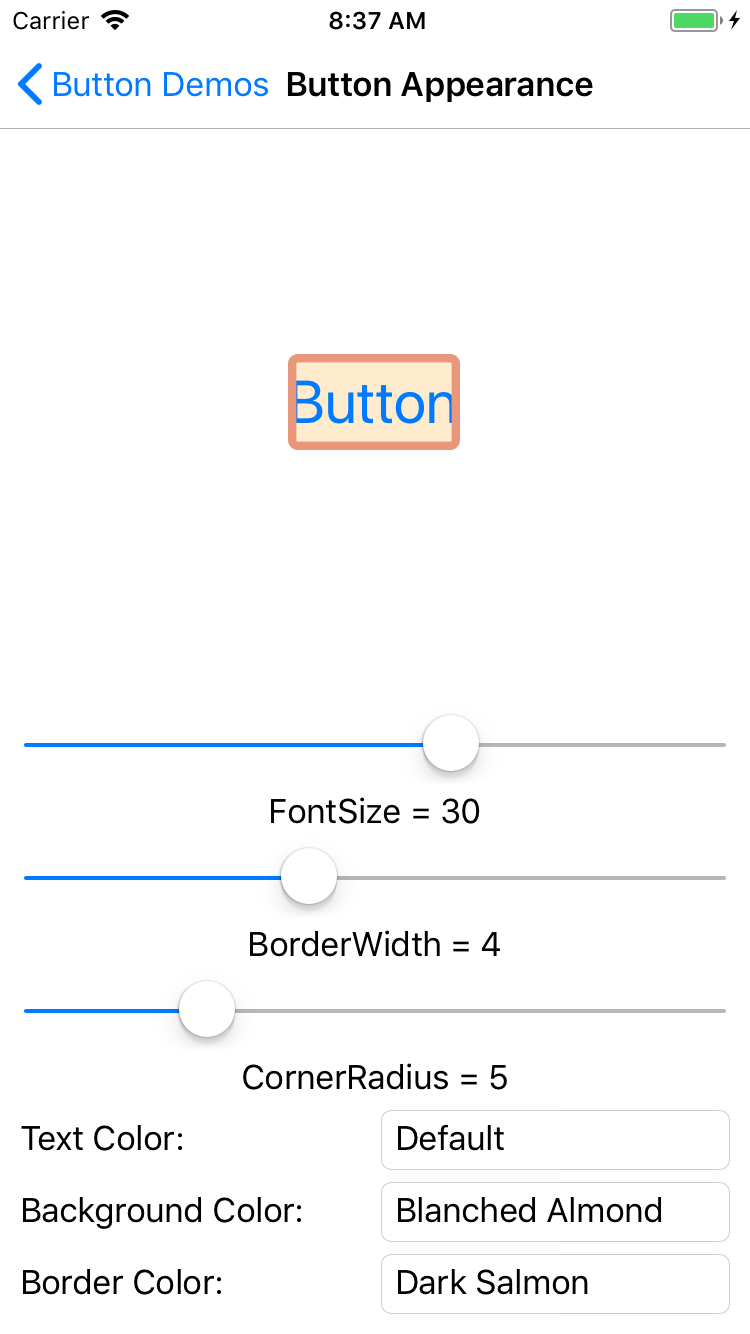 Carrier 8:37 AM
Button Demos Button Appearance
Button
FontSize = 30
BorderWidth = 4
CornerRadius = 5
Text Color: Default
Background Color: Blanched Almond
Border Color: Dark Salmon